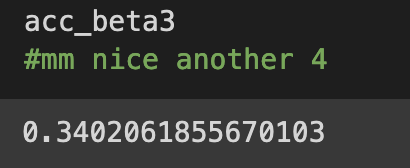 acc_beta3
#mm nice another 4
0.3402061855670103